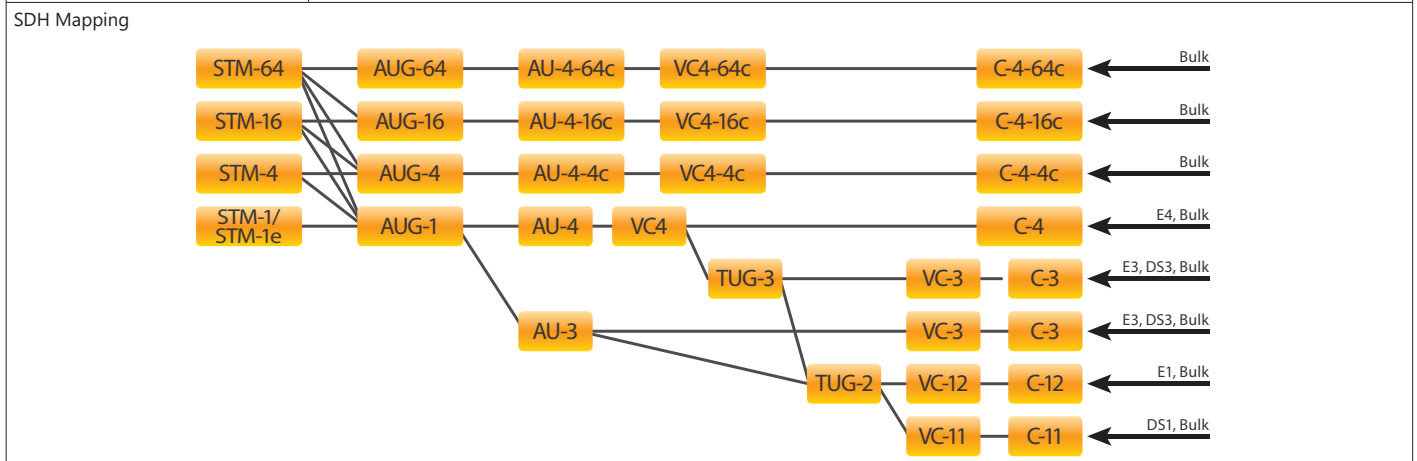 SDH Mapping
STM-64 AUG-64 AU-4-64c VC4-64c C-4-64c Bulk
STM-16 AUG-16 AU-4-16c VC4-16c C-4-16c Bulk
STM-4 AUG-4 AU-4-4c VC4-4c C-4-4c Bulk
STM-1/
STM-1e AUG-1 AU-4 VC4 C-4 E4, Bulk
TUG-3 VC-3 C-3 E3, DS3, Bulk
AU-3 VC-3 C-3 E3, DS3, Bulk
TUG-2 VC-12 C-12 E1, Bulk
VC-11 C-11 DS1, Bulk